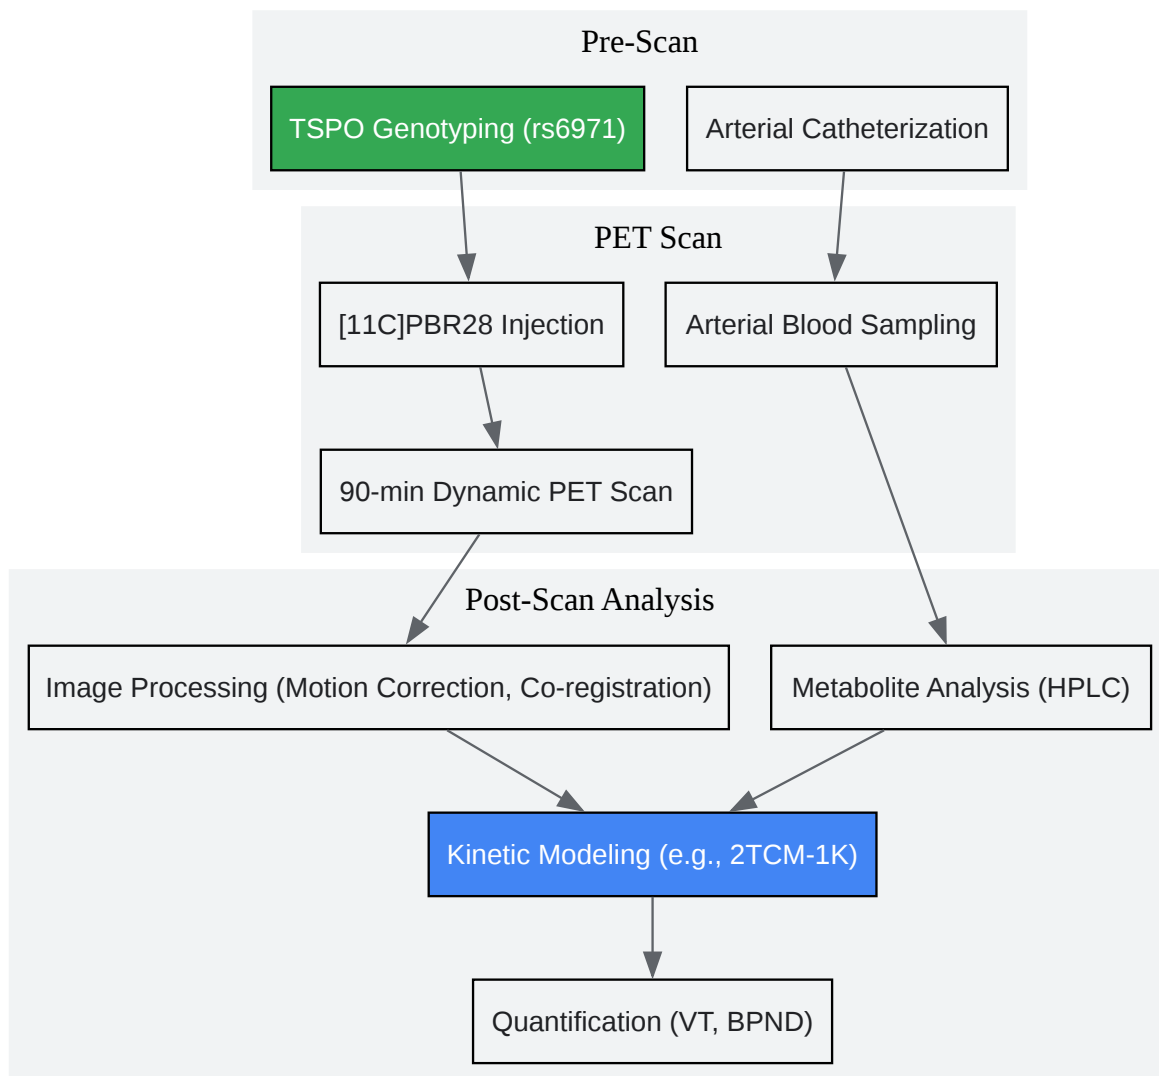 Pre-Scan
TSPO Genotyping (rs6971)
Arterial Catheterization
PET Scan
[11C]PBR28 Injection
Arterial Blood Sampling
90-min Dynamic PET Scan
Post-Scan Analysis
Image Processing (Motion Correction, Co-registration)
Metabolite Analysis (HPLC)
Kinetic Modeling (e.g., 2TCM-1K)
Quantification (VT, BPND)